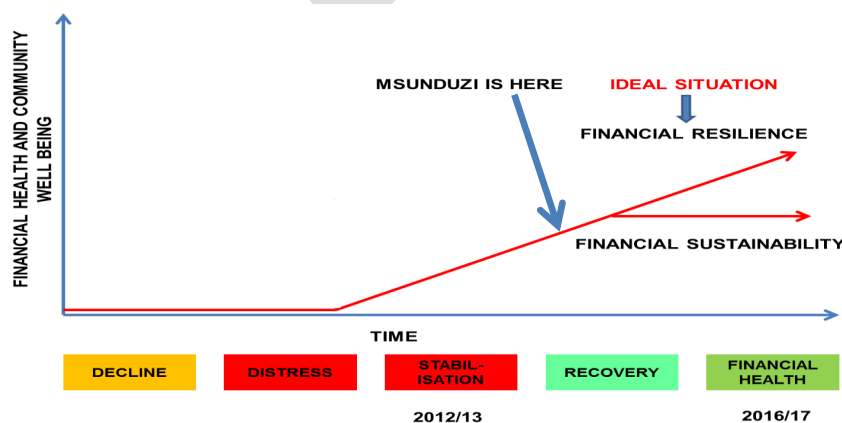 FINANCIAL HEALTH AND COMMUNITY
WELL BEING
MSUNDUZI IS HERE
IDEAL SITUATION
FINANCIAL RESILIENCE
FINANCIAL SUSTAINABILITY
TIME
DECLINE
DISTRESS
STABIL-
ISATION
RECOVERY
FINANCIAL
HEALTH
2012/13
2016/17